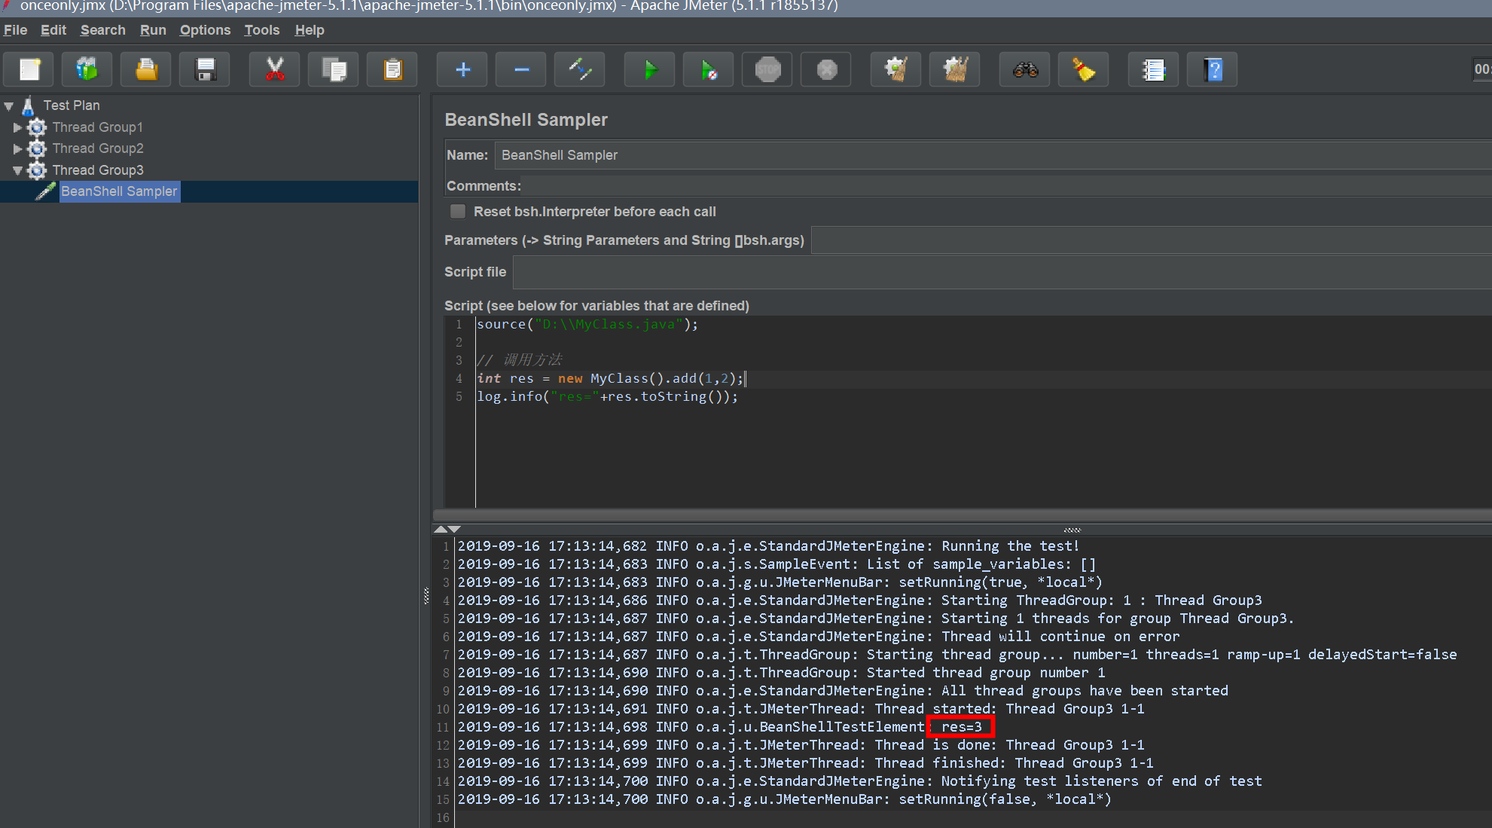 onceonly.jmx (D:\Program Files\apache-jmeter-5.1.1\apache-jmeter-5.1.1\bin\onceonly.jmx) - Apache JMeter (5.1.1 r1855137)
File Edit Search Run Options Tools Help
STOP
?
00:
Test Plan
Thread Group1
Thread Group2
Thread Group3
BeanShell Sampler
BeanShell Sampler
Name: BeanShell Sampler
Comments:
Reset bsh.Interpreter before each call
Parameters (-> String Parameters and String []bsh.args)
Script file
Script (see below for variables that are defined)
1 source("D:\\MyClass.java");
2
3 // 调用方法
4 int res = new MyClass().add(1,2);
5 log.info("res="+res.toString());
1 2019-09-16 17:13:14,682 INFO o.a.j.e.StandardJMeterEngine: Running the test!
2 2019-09-16 17:13:14,683 INFO o.a.j.s.SampleEvent: List of sample_variables: []
3 2019-09-16 17:13:14,683 INFO o.a.j.g.u.JMeterMenuBar: setRunning(true, *local*)
4 2019-09-16 17:13:14,686 INFO o.a.j.e.StandardJMeterEngine: Starting ThreadGroup: 1 : Thread Group3
5 2019-09-16 17:13:14,687 INFO o.a.j.e.StandardJMeterEngine: Starting 1 threads for group Thread Group3.
6 2019-09-16 17:13:14,687 INFO o.a.j.e.StandardJMeterEngine: Thread will continue on error
7 2019-09-16 17:13:14,687 INFO o.a.j.t.ThreadGroup: Starting thread group... number=1 threads=1 ramp-up=1 delayedStart=false
8 2019-09-16 17:13:14,690 INFO o.a.j.t.ThreadGroup: Started thread group number 1
9 2019-09-16 17:13:14,690 INFO o.a.j.e.StandardJMeterEngine: All thread groups have been started
10 2019-09-16 17:13:14,691 INFO o.a.j.t.JMeterThread: Thread started: Thread Group3 1-1
11 2019-09-16 17:13:14,698 INFO o.a.j.u.BeanShellTestElement: res=3
12 2019-09-16 17:13:14,699 INFO o.a.j.t.JMeterThread: Thread is done: Thread Group3 1-1
13 2019-09-16 17:13:14,699 INFO o.a.j.t.JMeterThread: Thread finished: Thread Group3 1-1
14 2019-09-16 17:13:14,700 INFO o.a.j.e.StandardJMeterEngine: Notifying test listeners of end of test
15 2019-09-16 17:13:14,700 INFO o.a.j.g.u.JMeterMenuBar: setRunning(false, *local*)
16